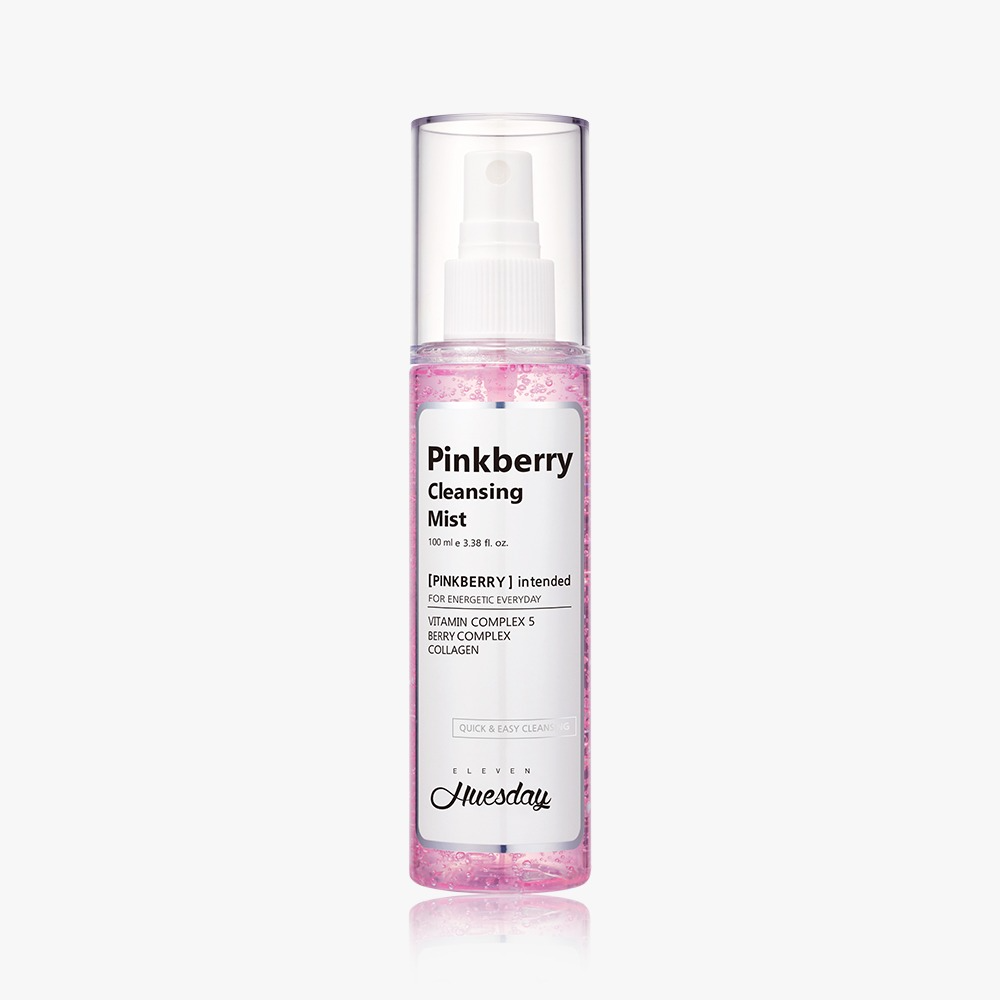 Pinkberry
Cleansing
Mist
100 ml e 3.38 fl. oz.
[PINKBERRY] intended
FOR ENERGETIC EVERYDAY
VITAMIN COMPLEX 5
BERRY COMPLEX
COLLAGEN
QUICK & EASY CLEANSING
ELEVEN
Huesday